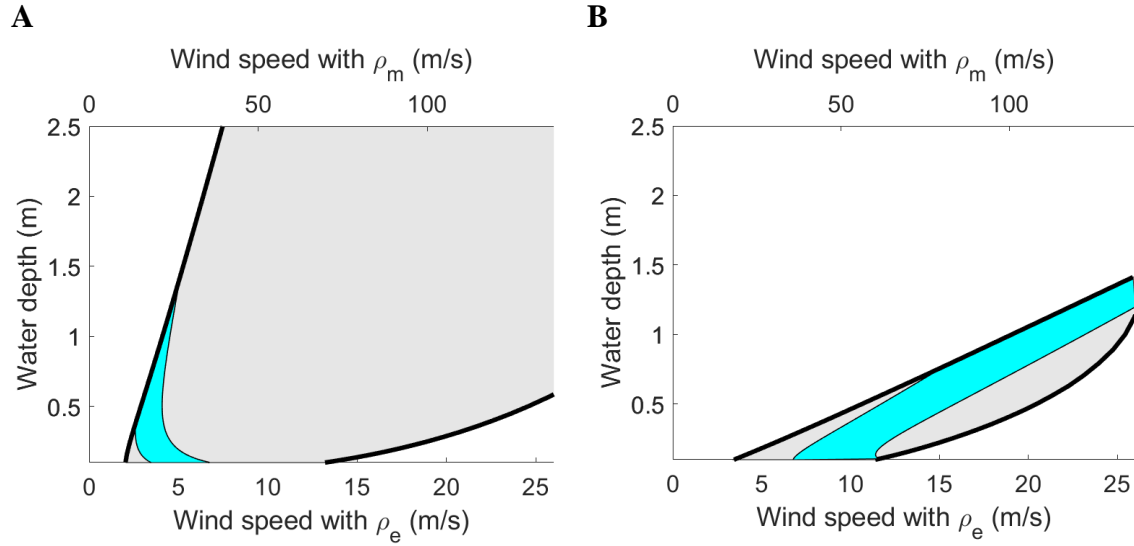 A
Wind speed with ρm (m/s)
0 50 100
2.5
2
1.5
1
0.5
Water depth (m)
0 5 10 15 20 25
Wind speed with ρe (m/s)
B
Wind speed with ρm (m/s)
0 50 100
2.5
2
1.5
1
0.5
Water depth (m)
0 5 10 15 20 25
Wind speed with ρe (m/s)